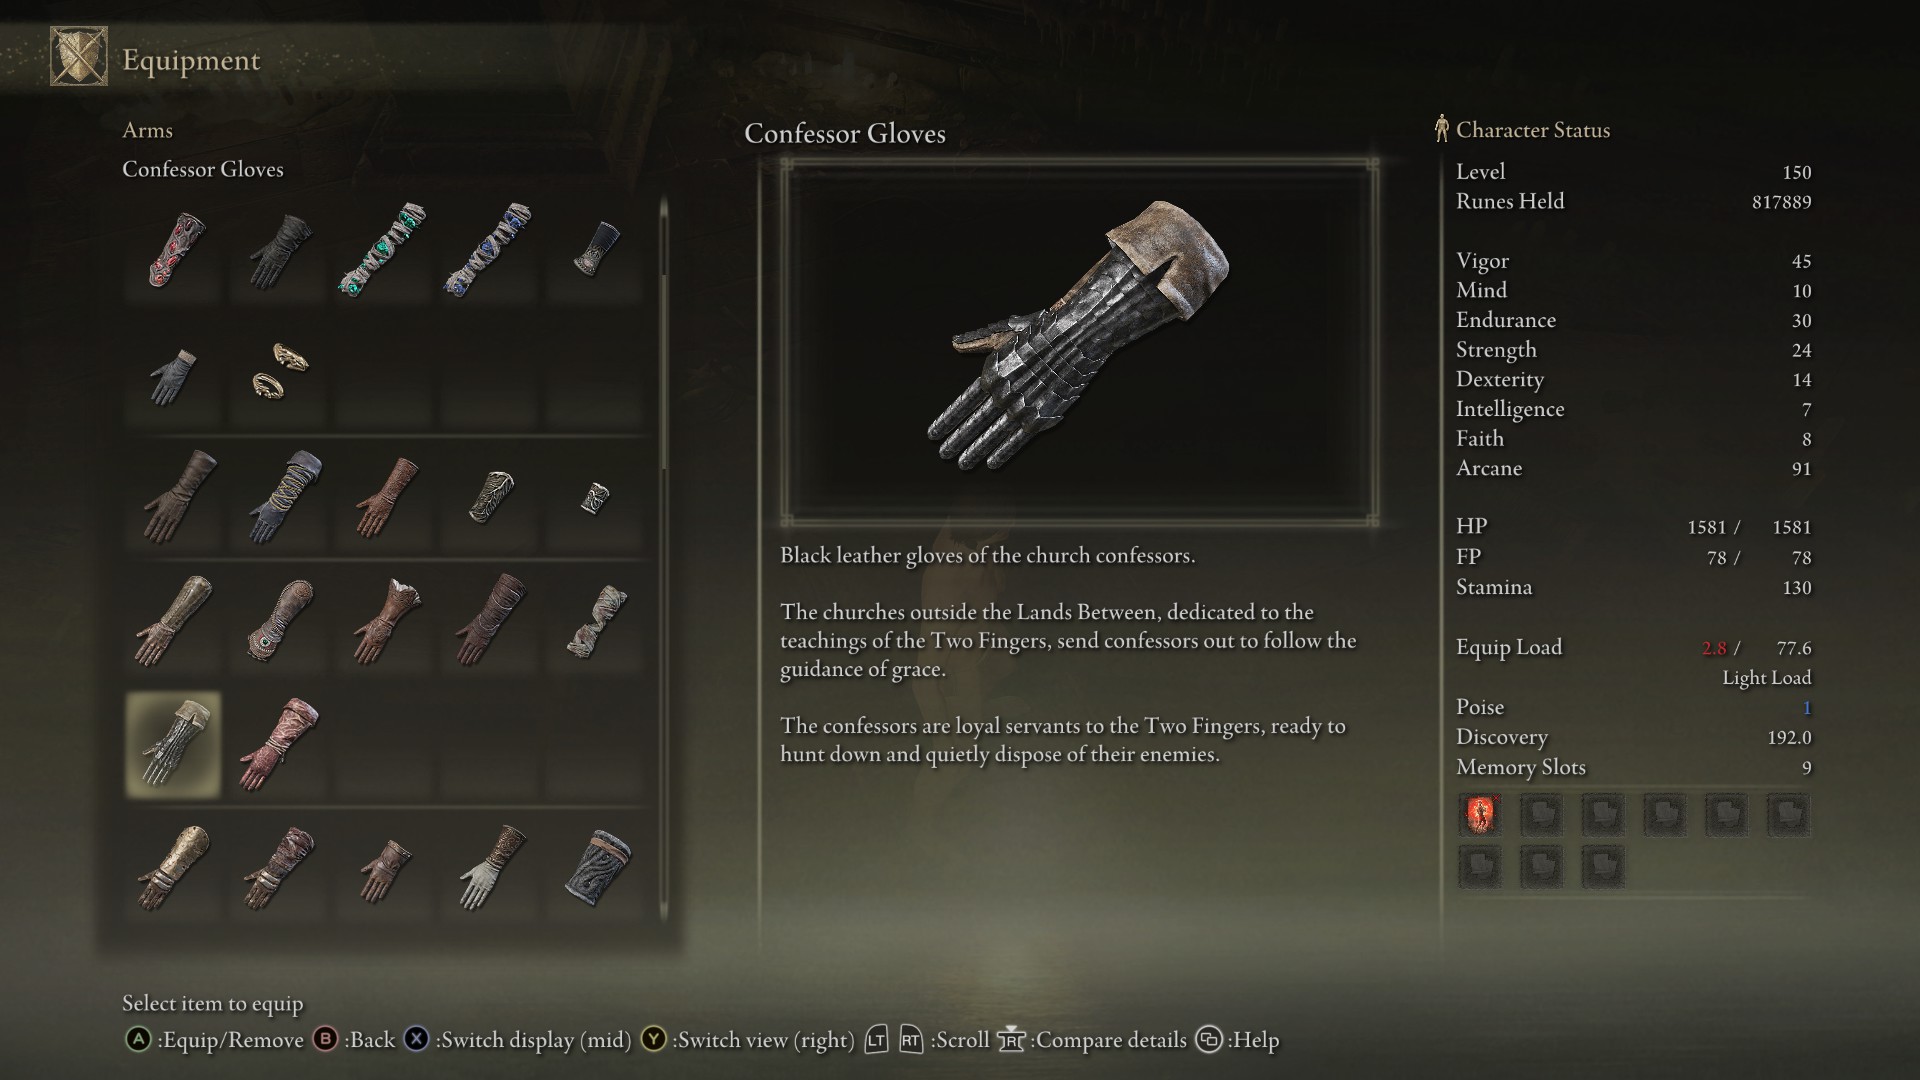 Equipment
Arms
Confessor Gloves
Confessor Gloves
Black leather gloves of the church confessors.
The churches outside the Lands Between, dedicated to the
teachings of the Two Fingers, send confessors out to follow the
guidance of grace.
The confessors are loyal servants to the Two Fingers, ready to
hunt down and quietly dispose of their enemies.
Character Status
Level 150
Runes Held 817889
Vigor 45
Mind 10
Endurance 30
Strength 24
Dexterity 14
Intelligence 7
Faith 8
Arcane 91
HP 1581 / 1581
FP 78 / 78
Stamina 130
Equip Load 2.8 / 77.6
Light Load
Poise 1
Discovery 192.0
Memory Slots 9
Select item to equip
A :Equip/Remove B :Back X :Switch display (mid) Y :Switch view (right) LT RT :Scroll R :Compare details :Help